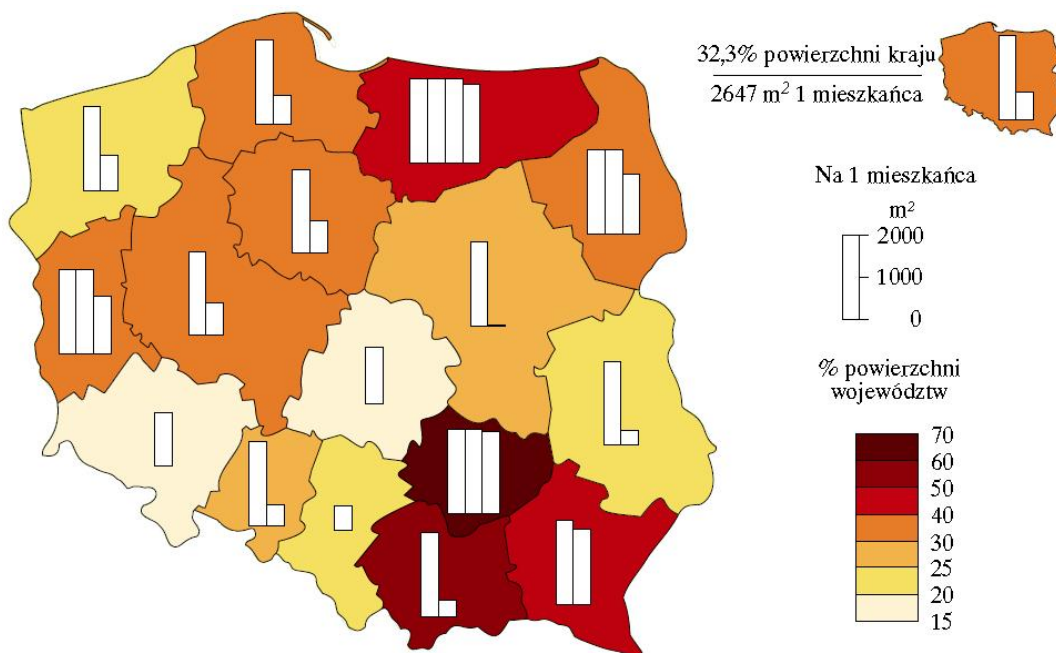 32,3% powierzchni kraju
2647 m² 1 mieszkańca
Na 1 mieszkańca
m²
2000
1000
0
% powierzchni
województw
70
60
50
40
30
25
20
15